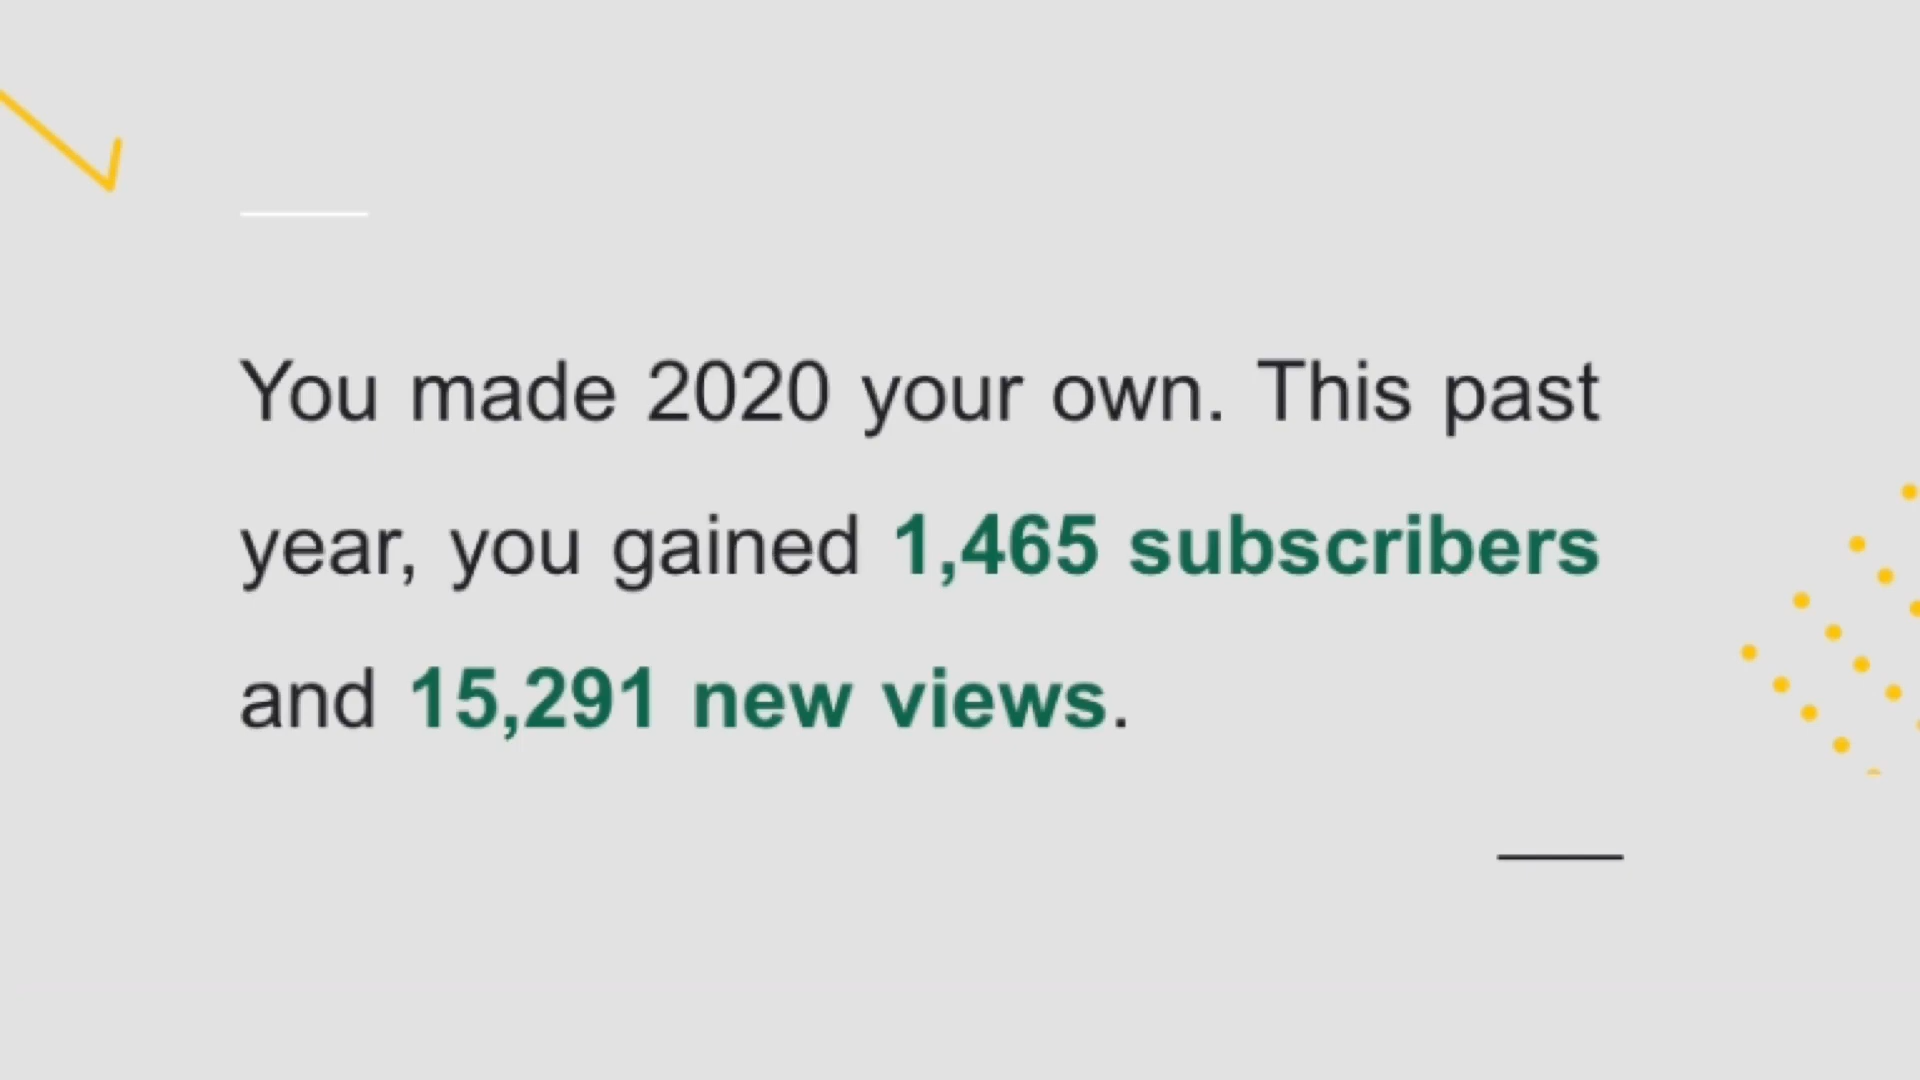 You made 2020 your own. This past
year, you gained 1,465 subscribers
and 15,291 new views.